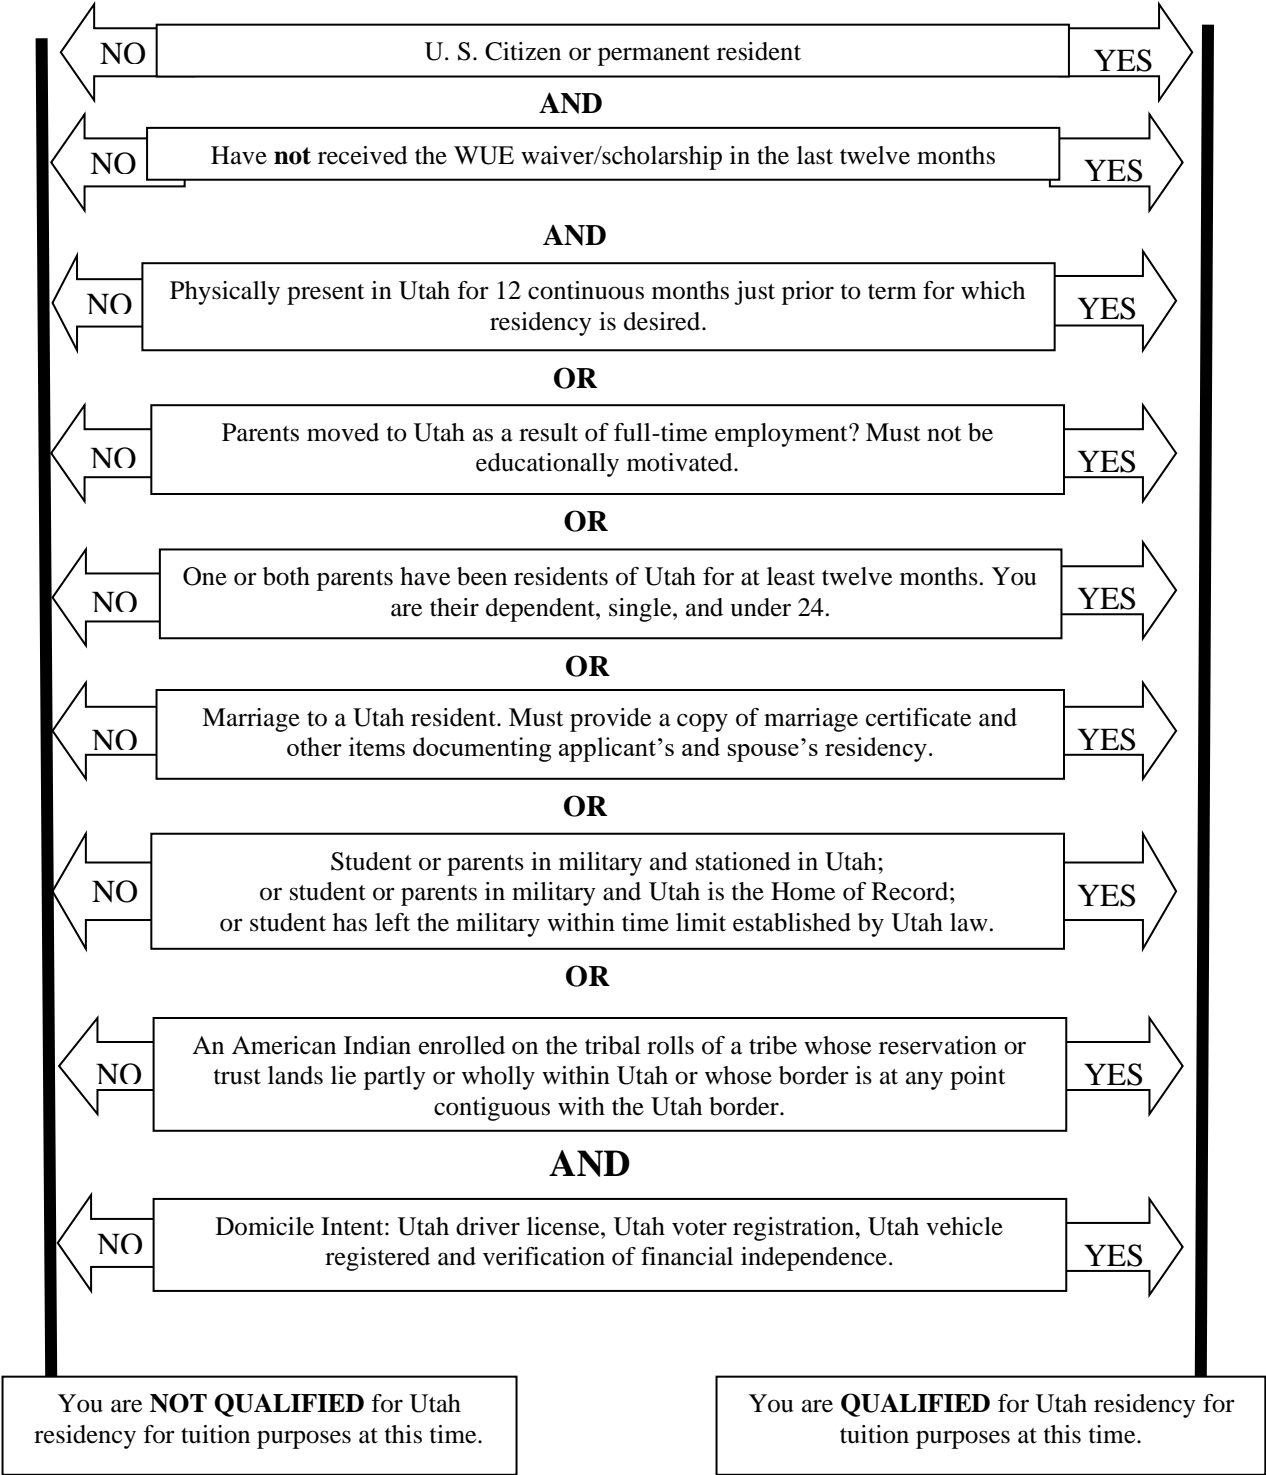 NO
U. S. Citizen or permanent resident
YES
AND
NO
Have not received the WUE waiver/scholarship in the last twelve months
YES
AND
NO
Physically present in Utah for 12 continuous months just prior to term for which
residency is desired.
YES
OR
NO
Parents moved to Utah as a result of full-time employment? Must not be
educationally motivated.
YES
OR
NO
One or both parents have been residents of Utah for at least twelve months. You
are their dependent, single, and under 24.
YES
OR
NO
Marriage to a Utah resident. Must provide a copy of marriage certificate and
other items documenting applicant’s and spouse’s residency.
YES
OR
NO
Student or parents in military and stationed in Utah;
or student or parents in military and Utah is the Home of Record;
or student has left the military within time limit established by Utah law.
YES
OR
NO
An American Indian enrolled on the tribal rolls of a tribe whose reservation or
trust lands lie partly or wholly within Utah or whose border is at any point
contiguous with the Utah border.
YES
AND
NO
Domicile Intent: Utah driver license, Utah voter registration, Utah vehicle
registered and verification of financial independence.
YES
You are NOT QUALIFIED for Utah
residency for tuition purposes at this time.
You are QUALIFIED for Utah residency for
tuition purposes at this time.